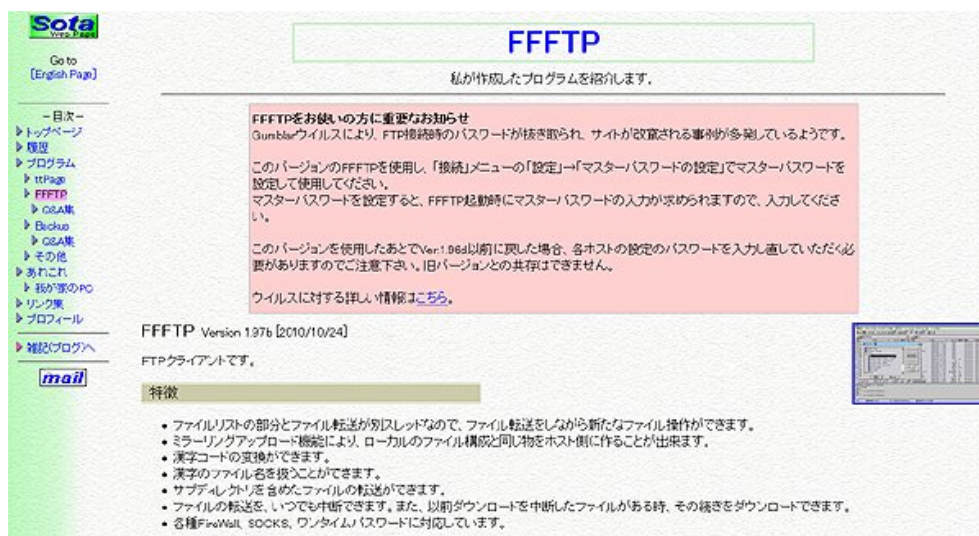 Sota
Web Page
Go to
[English Page]
－目次－
トップページ
履歴
プログラム
ttPage
FFFTP
Q&A集
Backup
Q&A集
その他
あれこれ
我が家のPC
リンク集
プロフィール
雑記(ブログ)へ
mail
FFFTP
私が作成したプログラムを紹介します．
FFFTPをお使いの方に重要なお知らせ
Gumblarウイルスにより、FTP接続時のパスワードが抜き取られ、サイトが改竄される事例が多発しているようです。
このバージョンのFFFTPを使用し、「接続」メニューの「設定」→「マスターパスワードの設定」でマスターパスワードを
設定して使用してください。
マスターパスワードを設定すると、FFFTP起動時にマスターパスワードの入力が求められますので、入力してくださ
い。
このバージョンを使用したあとでVer.1.96d以前に戻した場合、各ホストの設定のパスワードを入力し直していただく必
要がありますのでご注意下さい。旧バージョンとの共存はできません。
ウイルスに対する詳しい情報はこちら。
FFFTP Version 1.97b [2010/10/24]
FTPクライアントです。
特徴
• ファイルリストの部分とファイル転送が別スレッドなので、ファイル転送をしながら新たなファイル操作ができます。
• ミラーリングアップロード機能により、ローカルのファイル構成と同じ物をホスト側に作ることが出来ます。
• 漢字コードの変換ができます。
• 漢字のファイル名を扱うことができます。
• サブディレクトリを含めたファイルの転送ができます。
• ファイルの転送を、いつでも中断できます。また、以前ダウンロードを中断したファイルがある時、その続きをダウンロードできます。
• 各種FireWall, SOCKS, ワンタイムパスワードに対応しています。